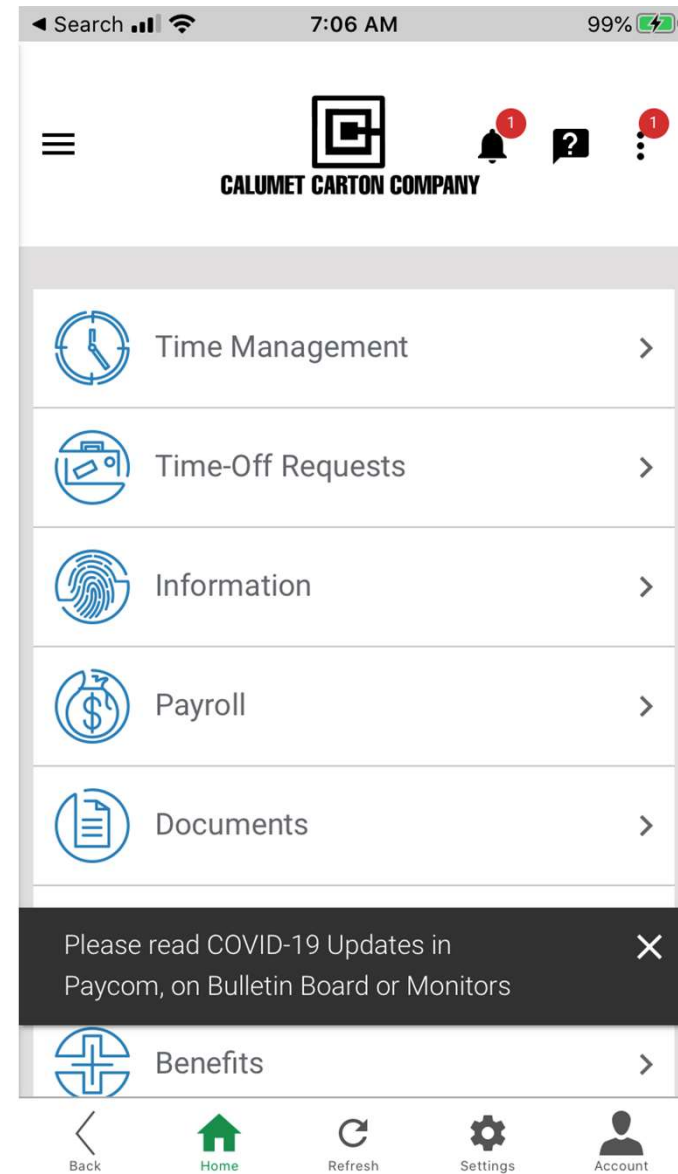 Search 7:06 AM 99%
1 ? 1
CALUMET CARTON COMPANY
Time Management
Time-Off Requests
Information
$ Payroll
Documents
Please read COVID-19 Updates in
Paycom, on Bulletin Board or Monitors
Benefits
Back Home Refresh Settings Account